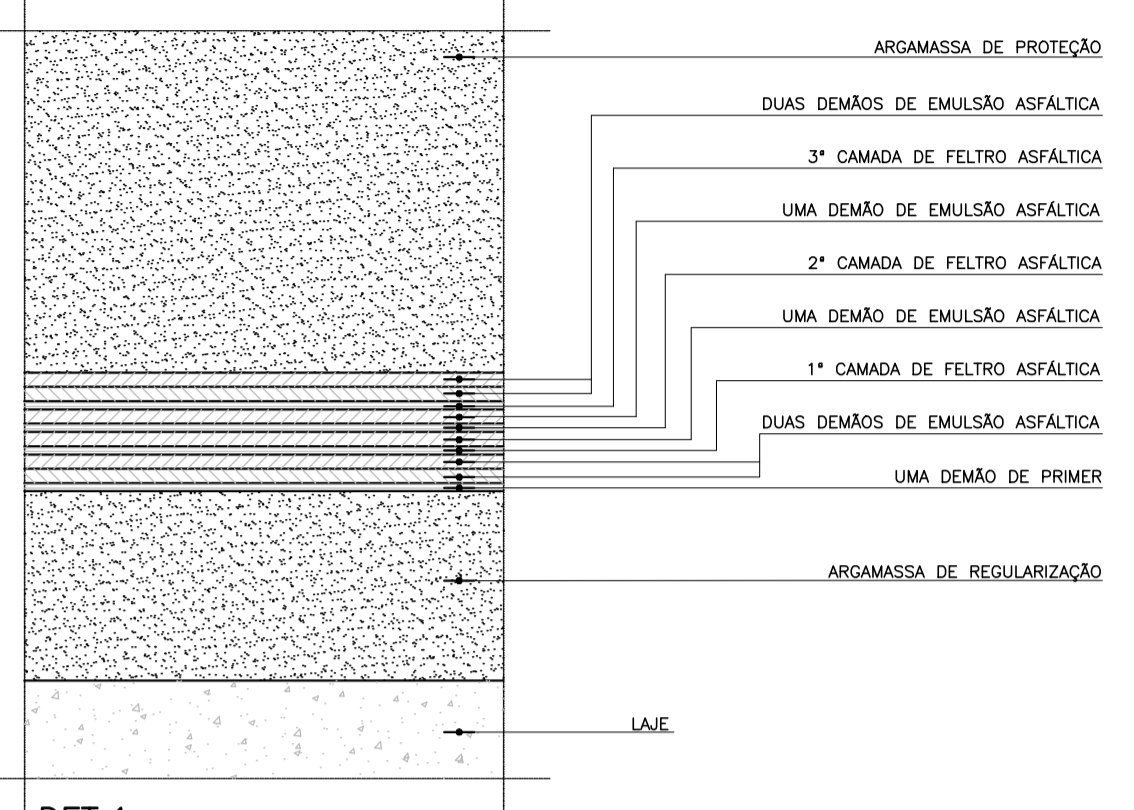 ARGAMASSA DE PROTEÇÃO
DUAS DEMÃOS DE EMULSÃO ASFÁLTICA
3ª CAMADA DE FELTRO ASFÁLTICA
UMA DEMÃO DE EMULSÃO ASFÁLTICA
2ª CAMADA DE FELTRO ASFÁLTICA
UMA DEMÃO DE EMULSÃO ASFÁLTICA
1ª CAMADA DE FELTRO ASFÁLTICA
DUAS DEMÃOS DE EMULSÃO ASFÁLTICA
UMA DEMÃO DE PRIMER
ARGAMASSA DE REGULARIZAÇÃO
LAJE